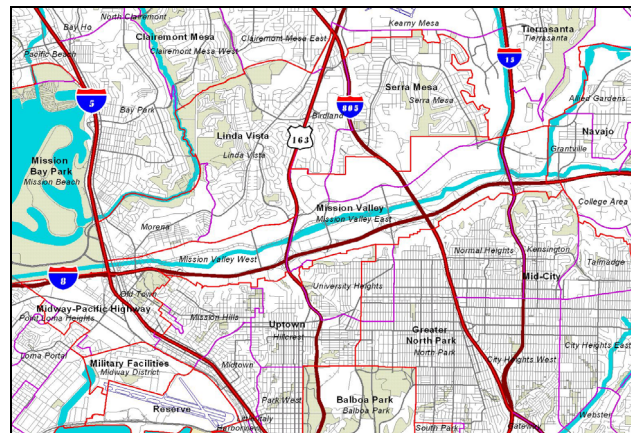 North Clairemont
Bay Ho
Clairemont Mesa
Clairemont Mesa East
Kearny Mesa
Tierrasanta
Tierrasanta
Pacific Beach
Clairemont Mesa West
15
5
Bay Park
805
Serra Mesa
Serra Mesa
Allied Gardens
Birdland
Linda Vista
163
Navajo
Linda Vista
Grantville
Mission
Bay Park
Mission Beach
Mission Valley
Mission Valley East
College Area
Morena
Mission Valley West
Normal Heights
Kensington
Talmadge
8
Mid-City
Old Town
University Heights
Midway-Pacific Highway
Point Loma Heights
Mission Hills
Uptown
Hillcrest
Greater
North Park
North Park
City Heights East
Loma Portal
Military Facilities
Midway District
Midtown
City Heights West
Reserve
Park West
Balboa Park
Balboa Park
Little Italy
Harborview
South Park
Gateway
Webster